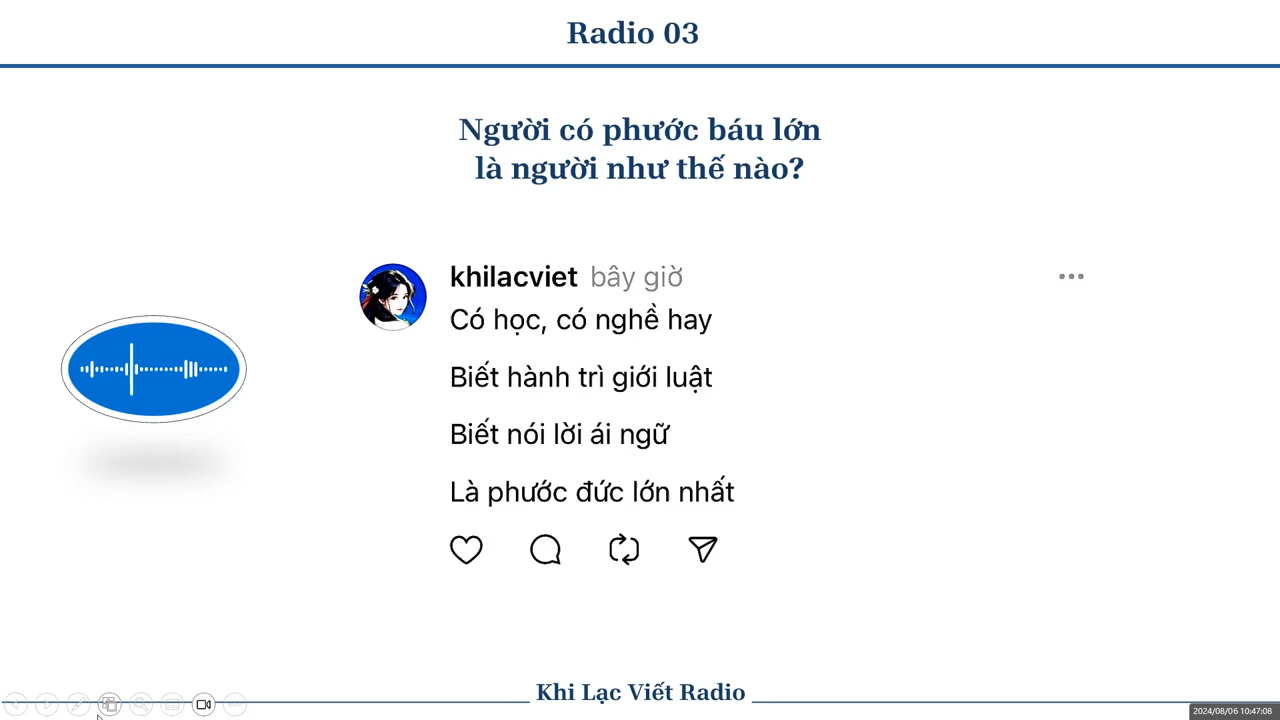 Radio 03
Người có phước báu lớn
là người như thế nào?
khilacviet bây giờ
Có học, có nghề hay
Biết hành trì giới luật
Biết nói lời ái ngữ
Là phước đức lớn nhất
Khi Lạc Việt Radio
2024/08/06 10:47:08